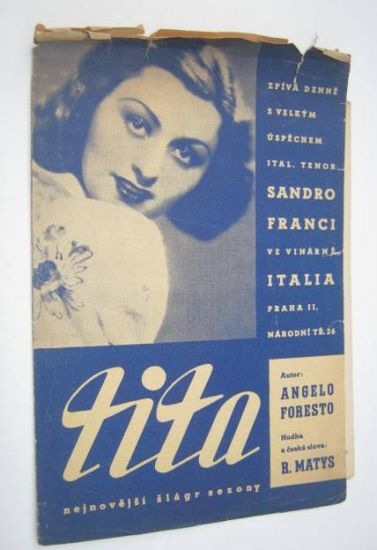 ZPÍVÁ DENNĚ
S VELKÝM
ÚSPĚCHEM
ITAL. TENOR
SANDRO
FRANCI
VE VINÁRNĚ
ITALIA
PRAHA II,
NÁRODNÍ TŘ. 26
tita
nejnovější šlágr sezony
Autor:
ANGELO
FORESTO
Hudba
a česká slova:
R. MATYS